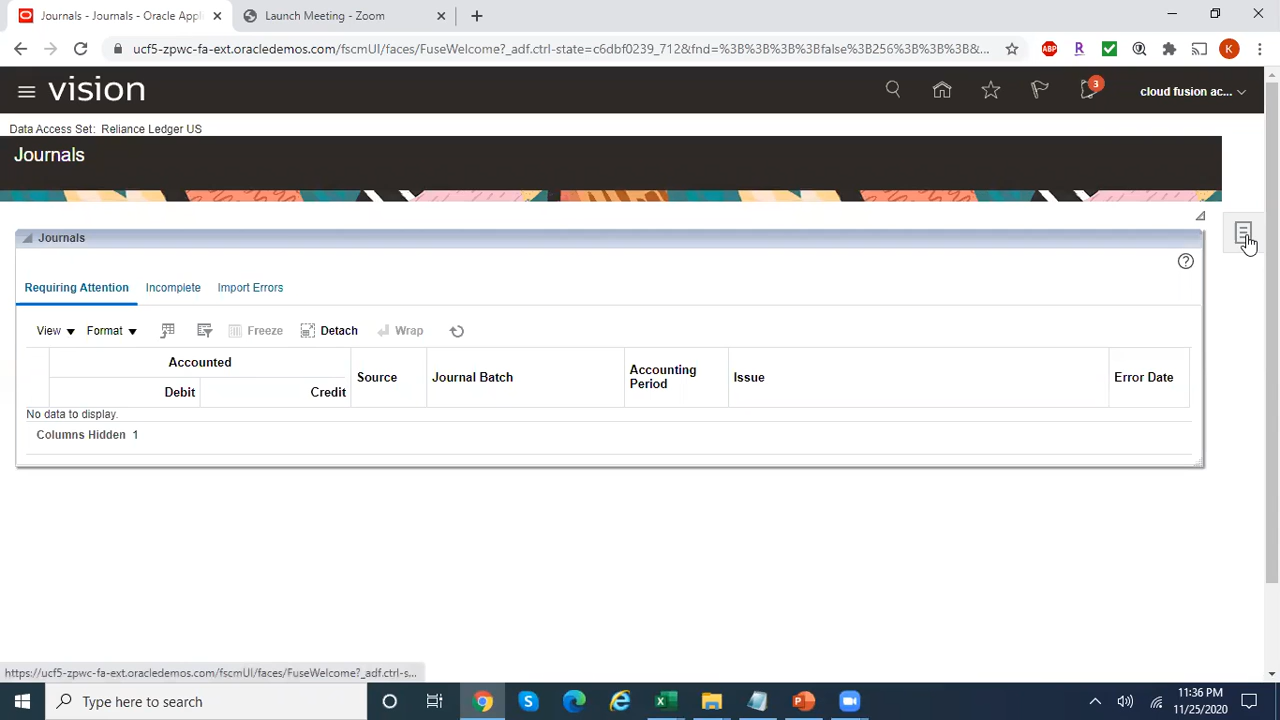 Journals - Journals - Oracle Appli
Launch Meeting - Zoom
ucf5-zpwc-fa-ext.oracledemos.com/fscmUI/faces/FuseWelcome?_adf.ctrl-state=c6dbf0239_712&fnd=%3B%3B%3B%3Bfalse%3B256%3B%3B%3B&...
ABP
R
K
vision
3
cloud fusion ac...
Data Access Set: Reliance Ledger US
Journals
Journals
?
Requiring Attention
Incomplete
Import Errors
View
Format
Freeze
Detach
Wrap
Accounted
Debit
Credit
Source
Journal Batch
Accounting
Period
Issue
Error Date
No data to display.
Columns Hidden 1
https://ucf5-zpwc-fa-ext.oracledemos.com/fscmUI/faces/FuseWelcome?_adf.ctrl-s...
Type here to search
11:36 PM
11/25/2020